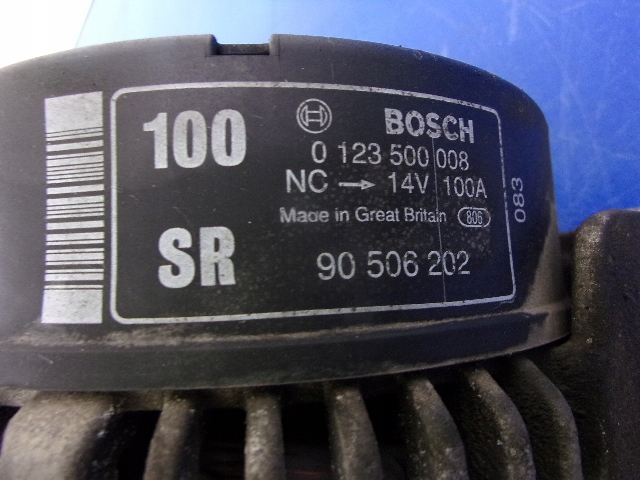 100 BOSCH
0 123 500 008
NC → 14V 100A
Made in Great Britain 806
SR 90 506 202
083